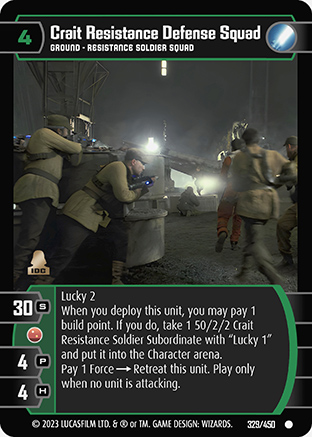 4
Crait Resistance Defense Squad
GROUND - RESISTANCE SOLDIER SQUAD
IDC
30 S
4 P
4 H
Lucky 2
When you deploy this unit, you may pay 1
build point. If you do, take 1 50/2/2 Crait
Resistance Soldier Subordinate with “Lucky 1”
and put it into the Character arena.
Pay 1 Force → Retreat this unit. Play only
when no unit is attacking.
© 2023 LUCASFILM LTD. & ® or TM. GAME DESIGN: WIZARDS. 329/450